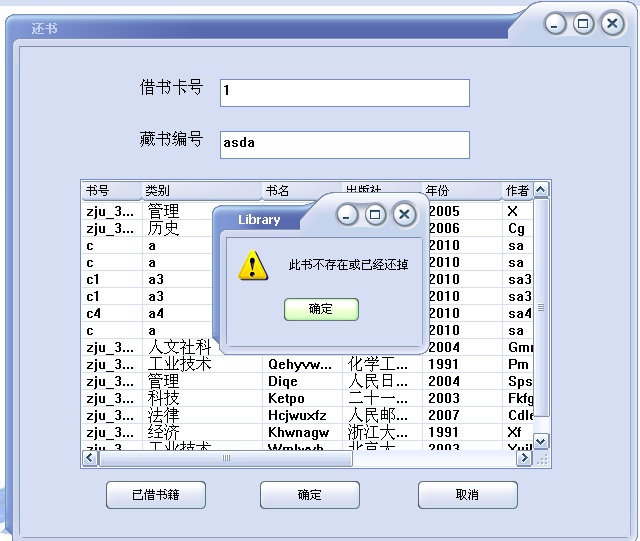 还书
借书卡号 1
藏书编号 asda
书号 类别 书名 出版社 年份 作者
zju_3... 管理 2005 X
zju_3... 历史 2006 Cg
c a 2010 sa
c a 2010 sa
c1 a3 2010 sa3
c1 a3 2010 sa3
c4 a4 2010 sa4
c a 2010 sa
zju_3... 人文社科 2004
zju_3... 工业技术 Qehyvw... 化学工... 1991 Pm
zju_3... 管理 Diqe 人民日... 2004 Sps
zju_3... 科技 Ketpo 二十一... 2003 Fkfg
zju_3... 法律 Hcjwuxfz 人民邮... 2007 Cdle
zju_3... 经济 Khwnagw 浙江大... 1991 Xf
zju_3... 工业技术 北京大... 2003
Library
此书不存在或已经还掉
确定
已借书籍 确定 取消